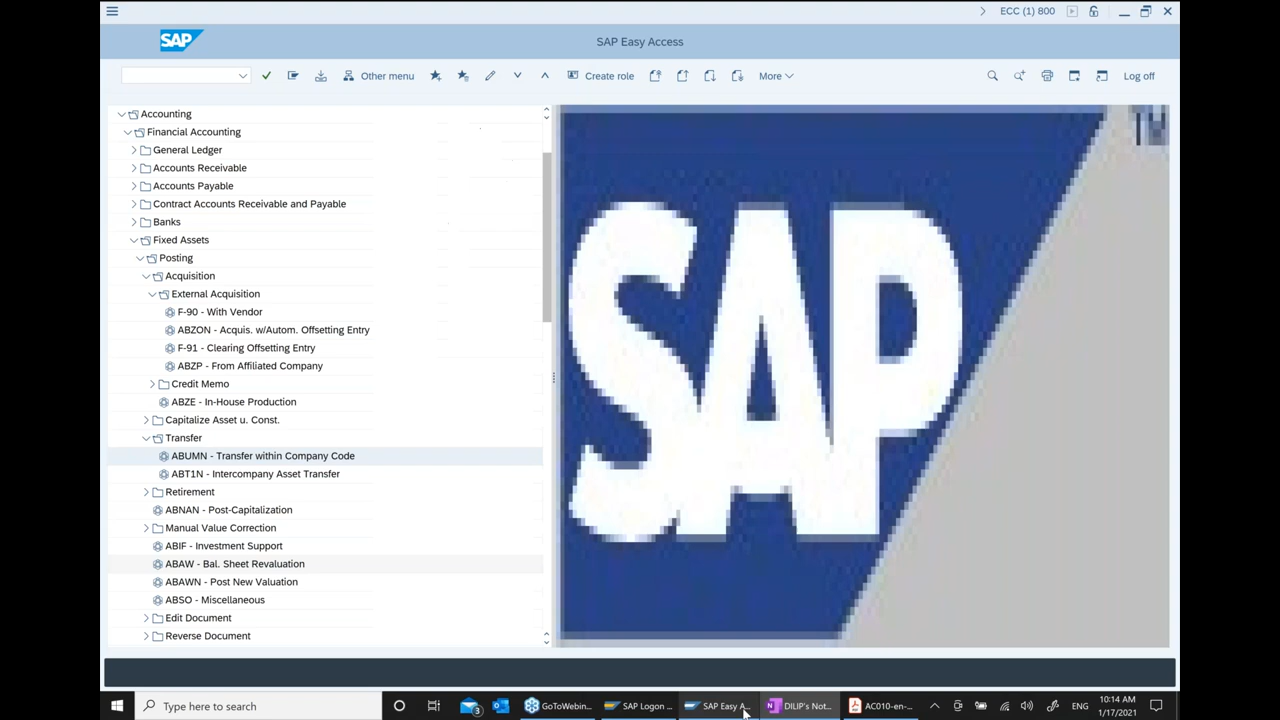 ECC (1) 800
SAP
SAP Easy Access
Other menu
Create role
More
Log off
Accounting
Financial Accounting
General Ledger
Accounts Receivable
Accounts Payable
Contract Accounts Receivable and Payable
Banks
Fixed Assets
Posting
Acquisition
External Acquisition
F-90 - With Vendor
ABZON - Acquis. w/Autom. Offsetting Entry
F-91 - Clearing Offsetting Entry
ABZP - From Affiliated Company
Credit Memo
ABZE - In-House Production
Capitalize Asset u. Const.
Transfer
ABUMN - Transfer within Company Code
ABT1N - Intercompany Asset Transfer
Retirement
ABNAN - Post-Capitalization
Manual Value Correction
ABIF - Investment Support
ABAW - Bal. Sheet Revaluation
ABAWN - Post New Valuation
ABSO - Miscellaneous
Edit Document
Reverse Document
SAP
TM
Type here to search
3
GoToWebin...
SAP Logon ...
SAP Easy A...
DILIP's Not...
AC010-en-...
ENG
10:14 AM
1/17/2021